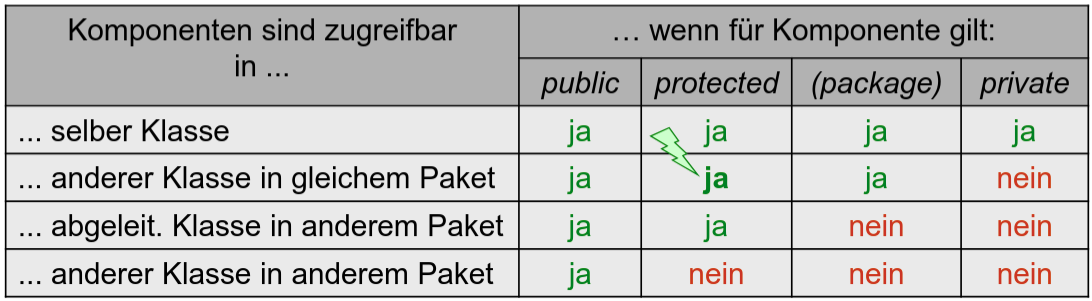 Komponenten sind zugreifbar
in ...
… wenn für Komponente gilt:
public protected (package) private
... selber Klasse ja ja ja ja
... anderer Klasse in gleichem Paket ja ja ja nein
... abgeleit. Klasse in anderem Paket ja ja nein nein
... anderer Klasse in anderem Paket ja nein nein nein